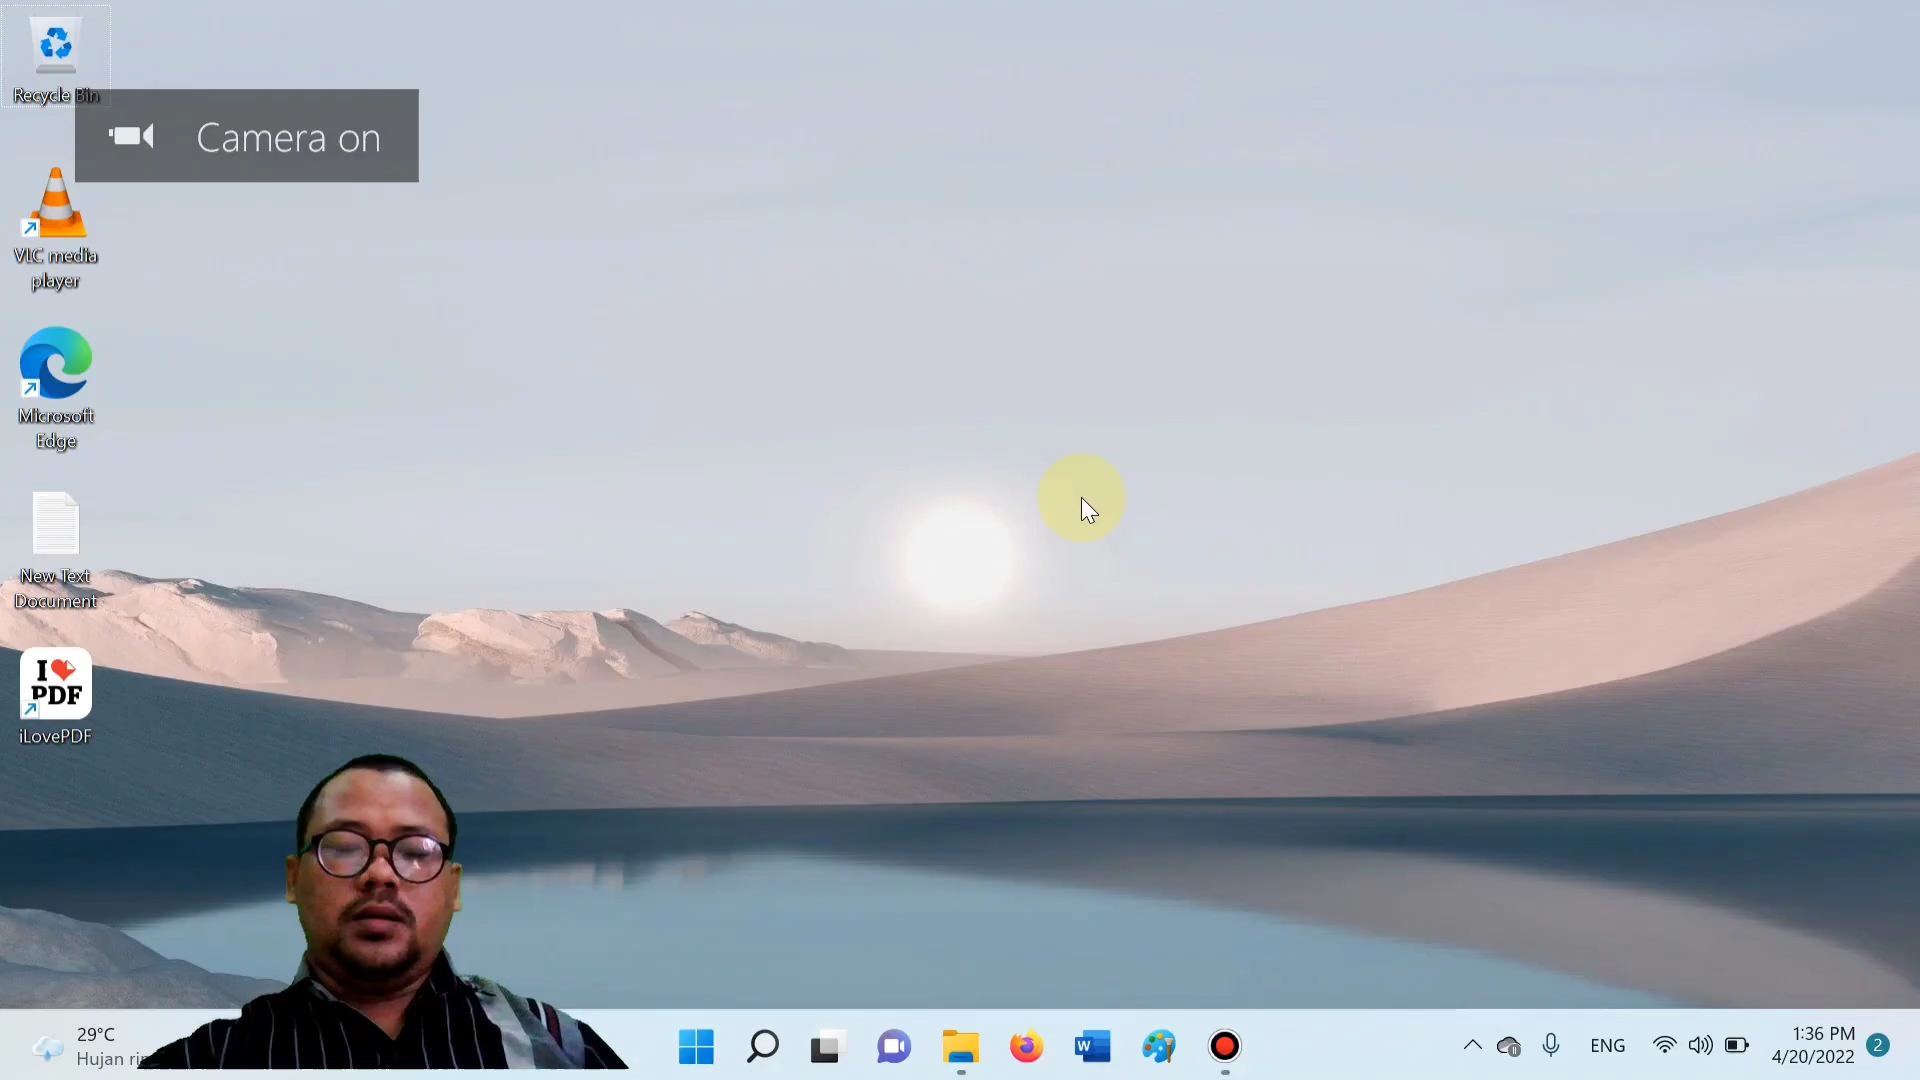 Recycle Bin
Camera on
VLC media
player
Microsoft
Edge
New Text
Document
I
PDF
iLovePDF
29°C
Hujan
W
ENG
1:36 PM
4/20/2022
2